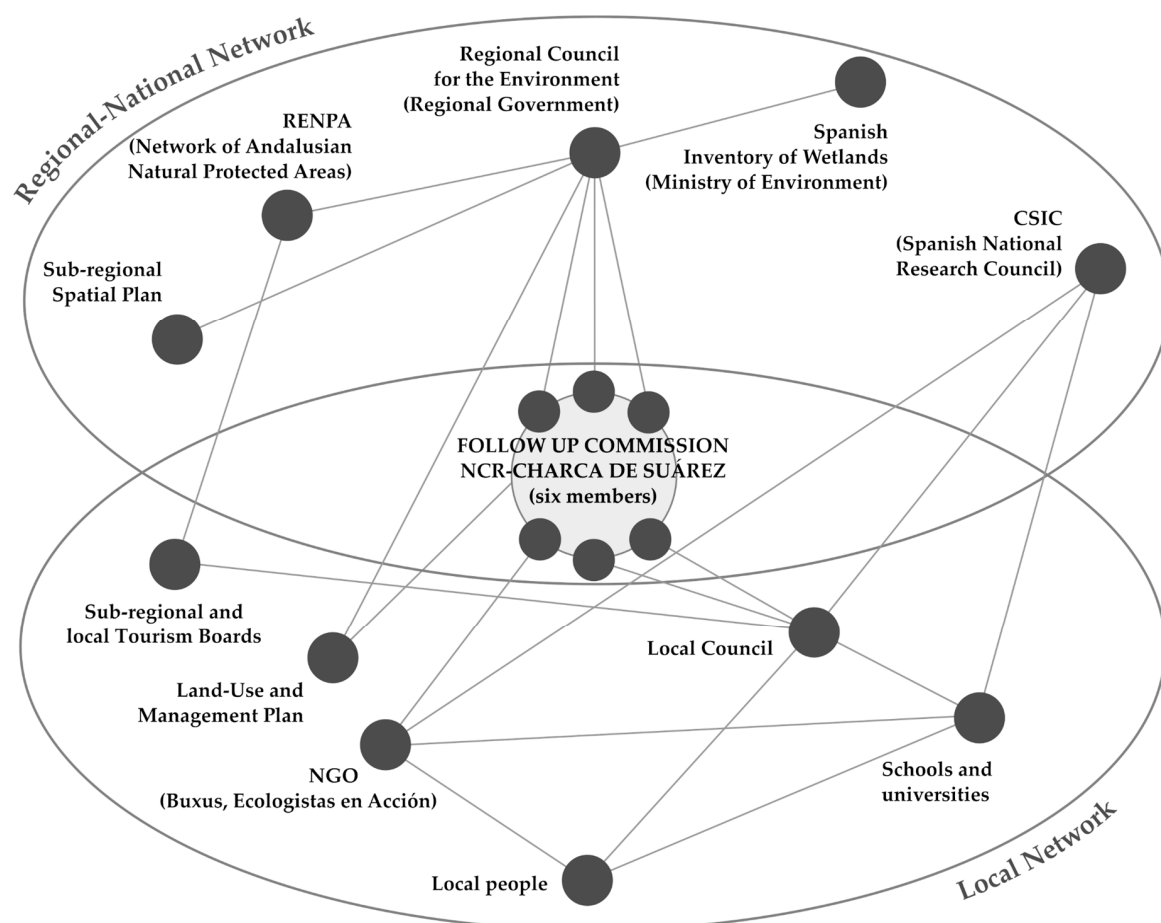 Regional-National Network
Regional Council
for the Environment
(Regional Government)
RENPA
(Network of Andalusian
Natural Protected Areas)
Spanish
Inventory of Wetlands
(Ministry of Environment)
CSIC
(Spanish National
Research Council)
Sub-regional
Spatial Plan
FOLLOW UP COMMISSION
NCR-CHARCA DE SUÁREZ
(six members)
Sub-regional and
local Tourism Boards
Local Council
Land-Use and
Management Plan
NGO
(Buxus, Ecologistas en Acción)
Schools and
universities
Local people
Local Network